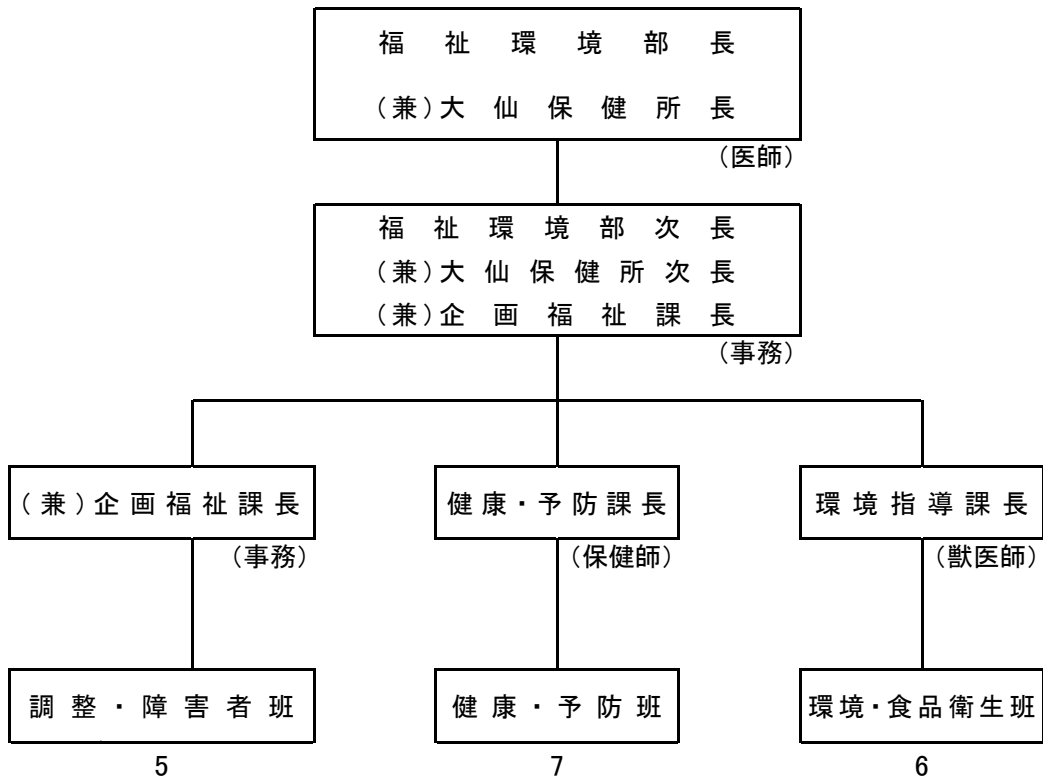 福祉環境部長
(兼)大仙保健所長
(医師)
福祉環境部次長
(兼)大仙保健所次長
(兼)企画福祉課長
(事務)
(兼)企画福祉課長
(事務)
健康・予防課長
(保健師)
環境指導課長
(獣医師)
調整・障害者班
健康・予防班
環境・食品衛生班
5
7
6